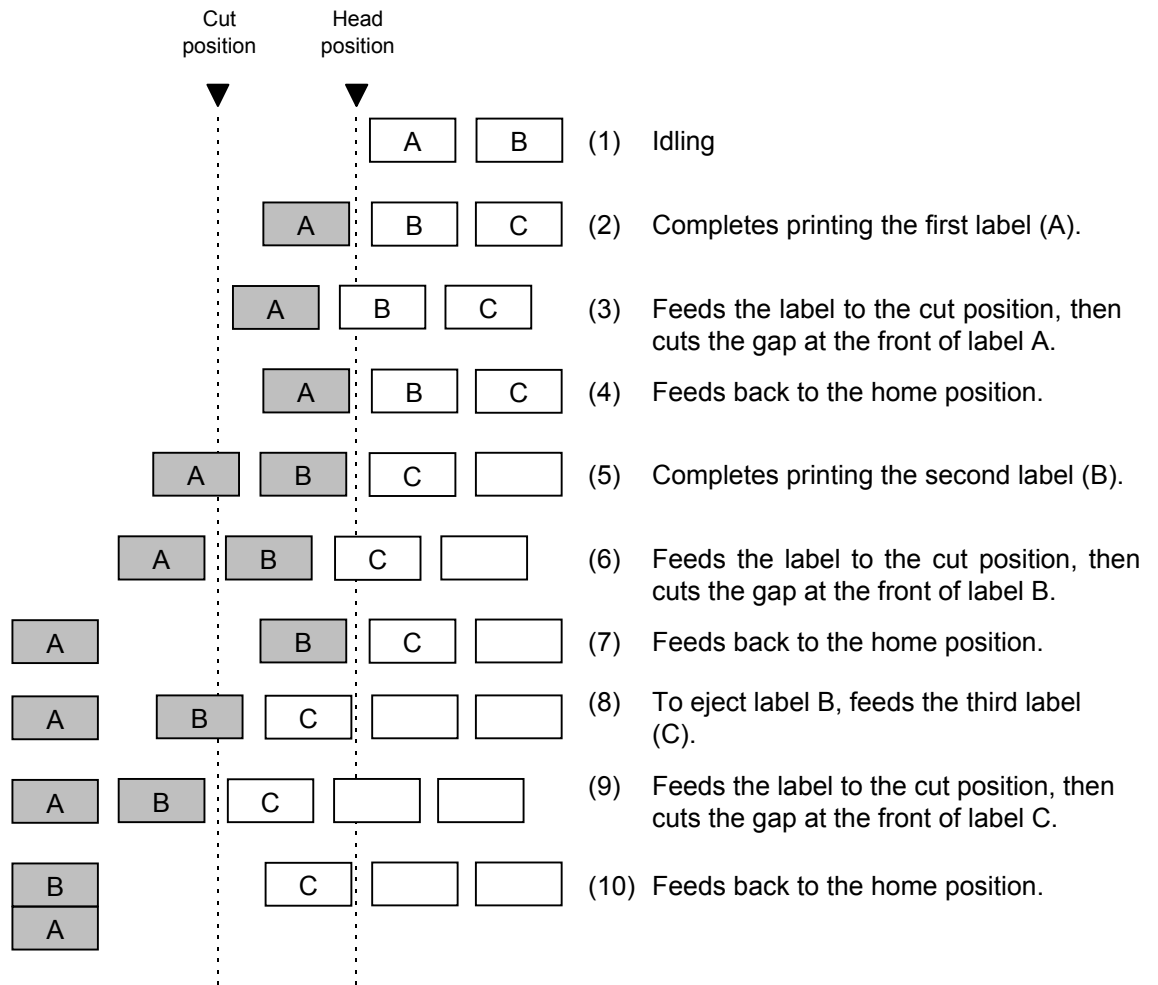 Cut position
Head position
A B (1) Idling
A B C (2) Completes printing the first label (A).
A B C (3) Feeds the label to the cut position, then
cuts the gap at the front of label A.
A B C (4) Feeds back to the home position.
A B C (5) Completes printing the second label (B).
A B C (6) Feeds the label to the cut position, then
cuts the gap at the front of label B.
A B C (7) Feeds back to the home position.
A B C (8) To eject label B, feeds the third label
(C).
A B C (9) Feeds the label to the cut position, then
cuts the gap at the front of label C.
B C (10) Feeds back to the home position.
A